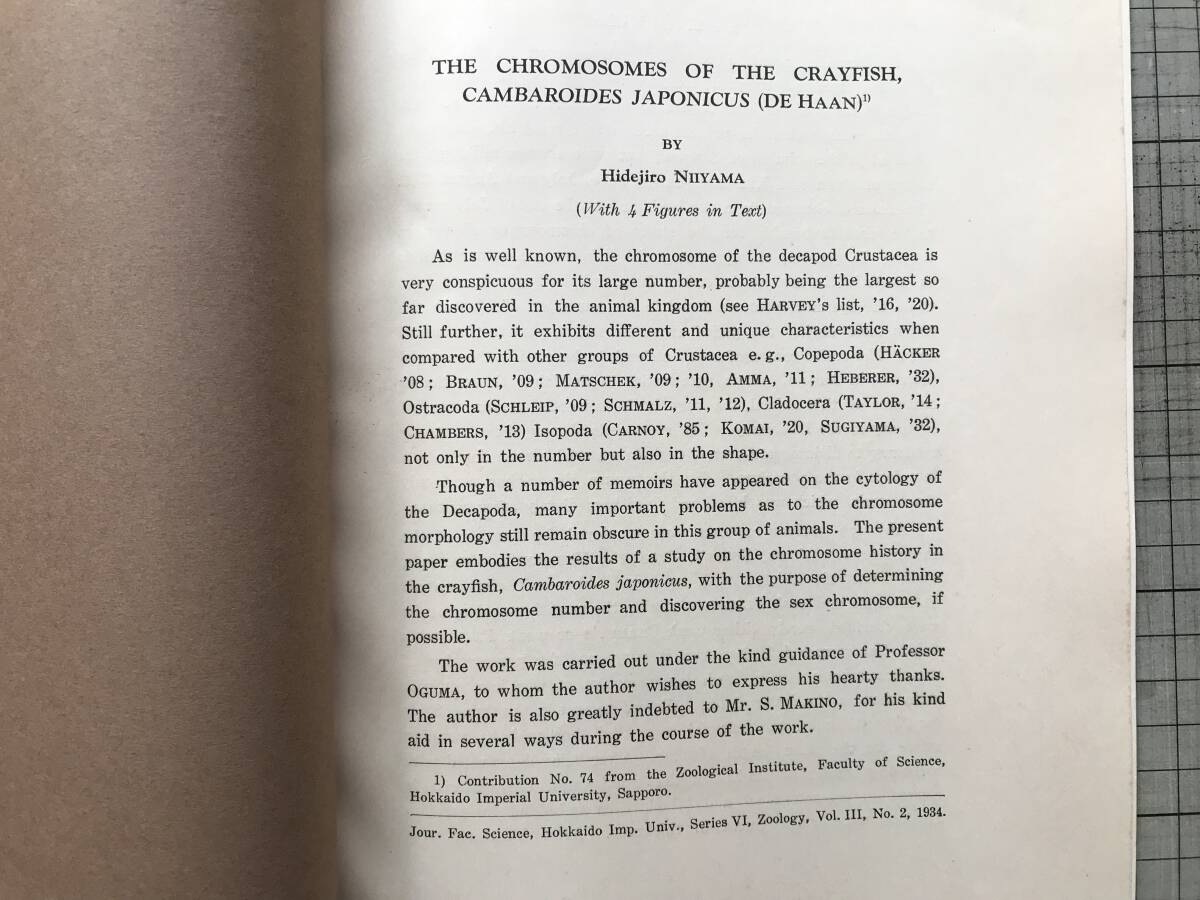 THE CHROMOSOMES OF THE CRAYFISH,
CAMBAROIDES JAPONICUS (DE HAAN)¹⁾
BY
Hidejiro NIIYAMA
(With 4 Figures in Text)
As is well known, the chromosome of the decapod Crustacea is
very conspicuous for its large number, probably being the largest so
far discovered in the animal kingdom (see HARVEY's list, '16, '20).
Still further, it exhibits different and unique characteristics when
compared with other groups of Crustacea e. g., Copepoda (HÄCKER
'08; BRAUN, '09; MATSCHEK, '09; '10, AMMA, '11; HEBERER, '32),
Ostracoda (SCHLEIP, '09; SCHMALZ, '11, '12), Cladocera (TAYLOR, '14;
CHAMBERS, '13) Isopoda (CARNOY, '85; KOMAI, '20, SUGIYAMA, '32),
not only in the number but also in the shape.
Though a number of memoirs have appeared on the cytology of
the Decapoda, many important problems as to the chromosome
morphology still remain obscure in this group of animals. The present
paper embodies the results of a study on the chromosome history in
the crayfish, Cambaroides japonicus, with the purpose of determining
the chromosome number and discovering the sex chromosome, if
possible.
The work was carried out under the kind guidance of Professor
OGUMA, to whom the author wishes to express his hearty thanks.
The author is also greatly indebted to Mr. S. MAKINO, for his kind
aid in several ways during the course of the work.
1) Contribution No. 74 from the Zoological Institute, Faculty of Science,
Hokkaido Imperial University, Sapporo.
Jour. Fac. Science, Hokkaido Imp. Univ., Series VI, Zoology, Vol. III, No. 2, 1934.